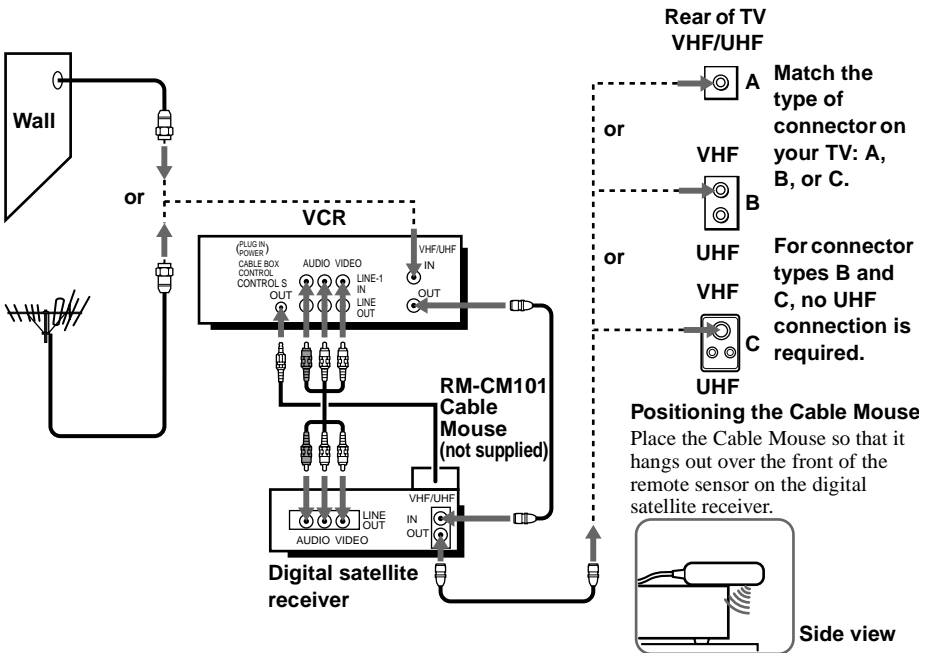 Rear of TV
VHF/UHF
A
Match the
type of
connector on
your TV: A,
B, or C.
or
VHF
B
UHF
For connector
types B and
C, no UHF
connection is
required.
or
VHF
C
UHF
Wall
or
VCR
(PLUG IN
POWER)
CABLE BOX
CONTROL
CONTROL S
OUT
AUDIO VIDEO
LINE-1
IN
LINE
OUT
VHF/UHF
IN
OUT
RM-CM101
Cable
Mouse
(not supplied)
VHF/UHF
IN
OUT
LINE
OUT
AUDIO VIDEO
Digital satellite
receiver
Positioning the Cable Mouse
Place the Cable Mouse so that it
hangs out over the front of the
remote sensor on the digital
satellite receiver.
Side view